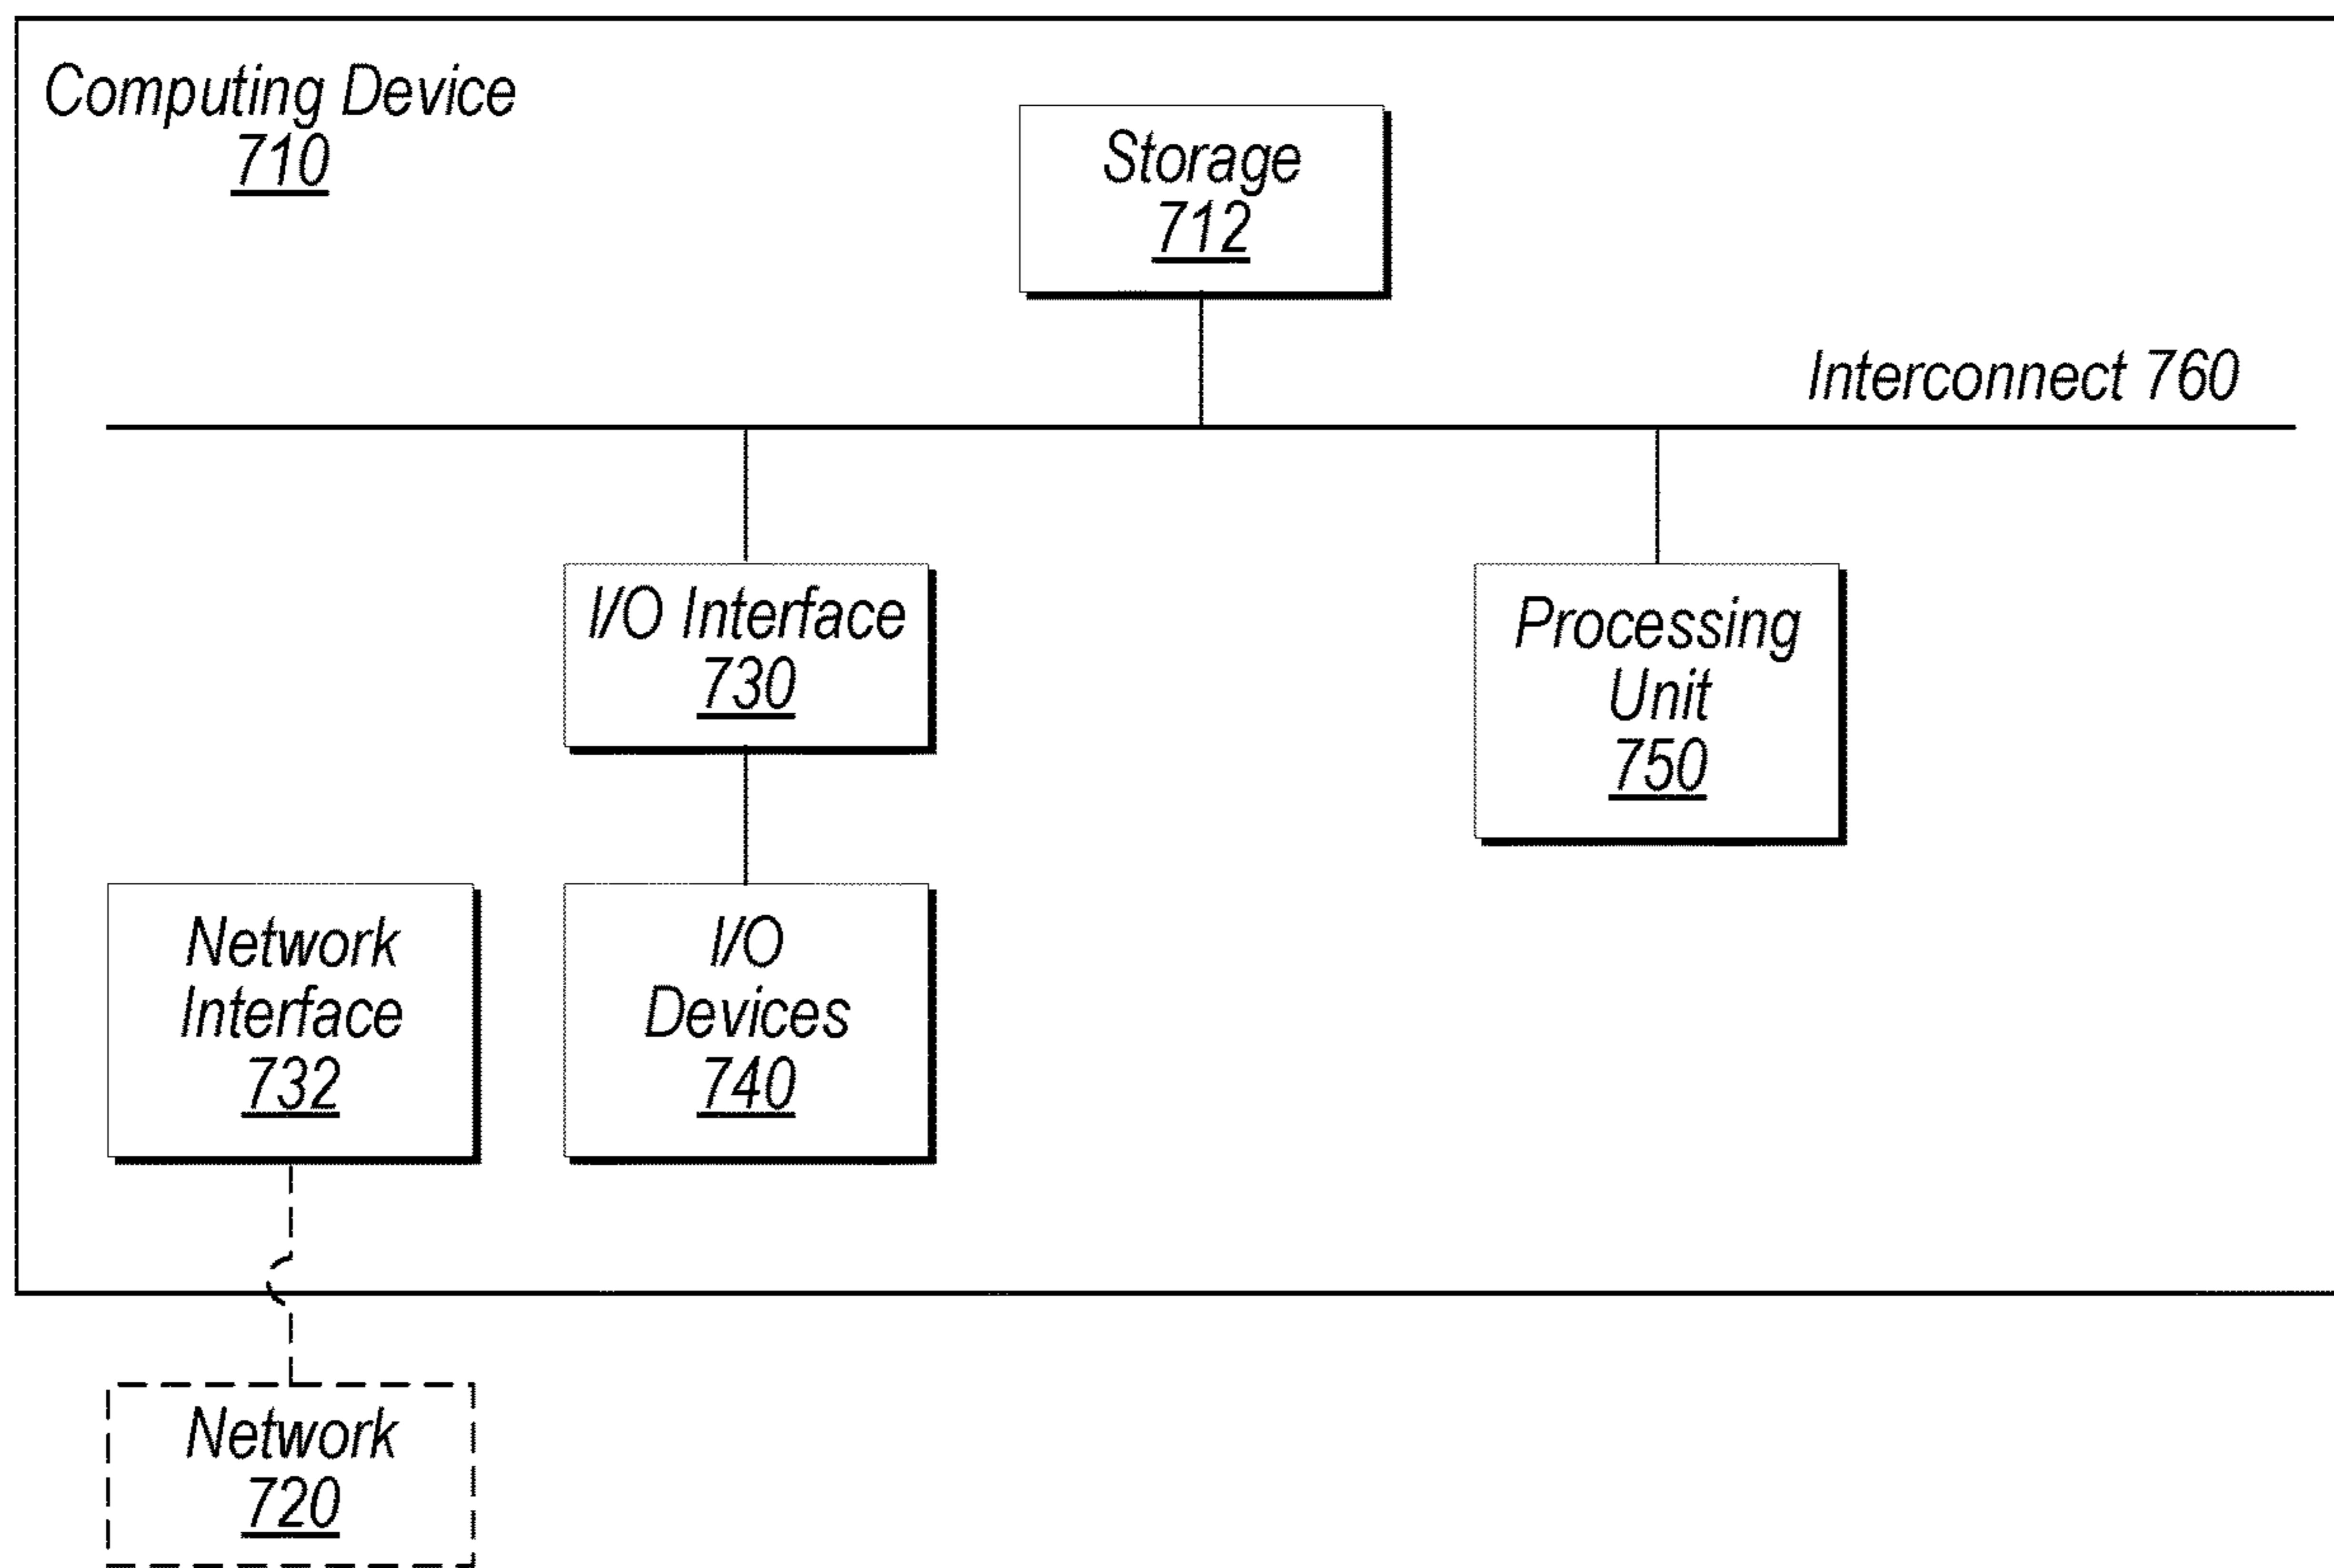 Computing Device
710
Storage
712
Interconnect 760
I/O Interface
730
Processing
Unit
750
Network
Interface
732
I/O
Devices
740
Network
720